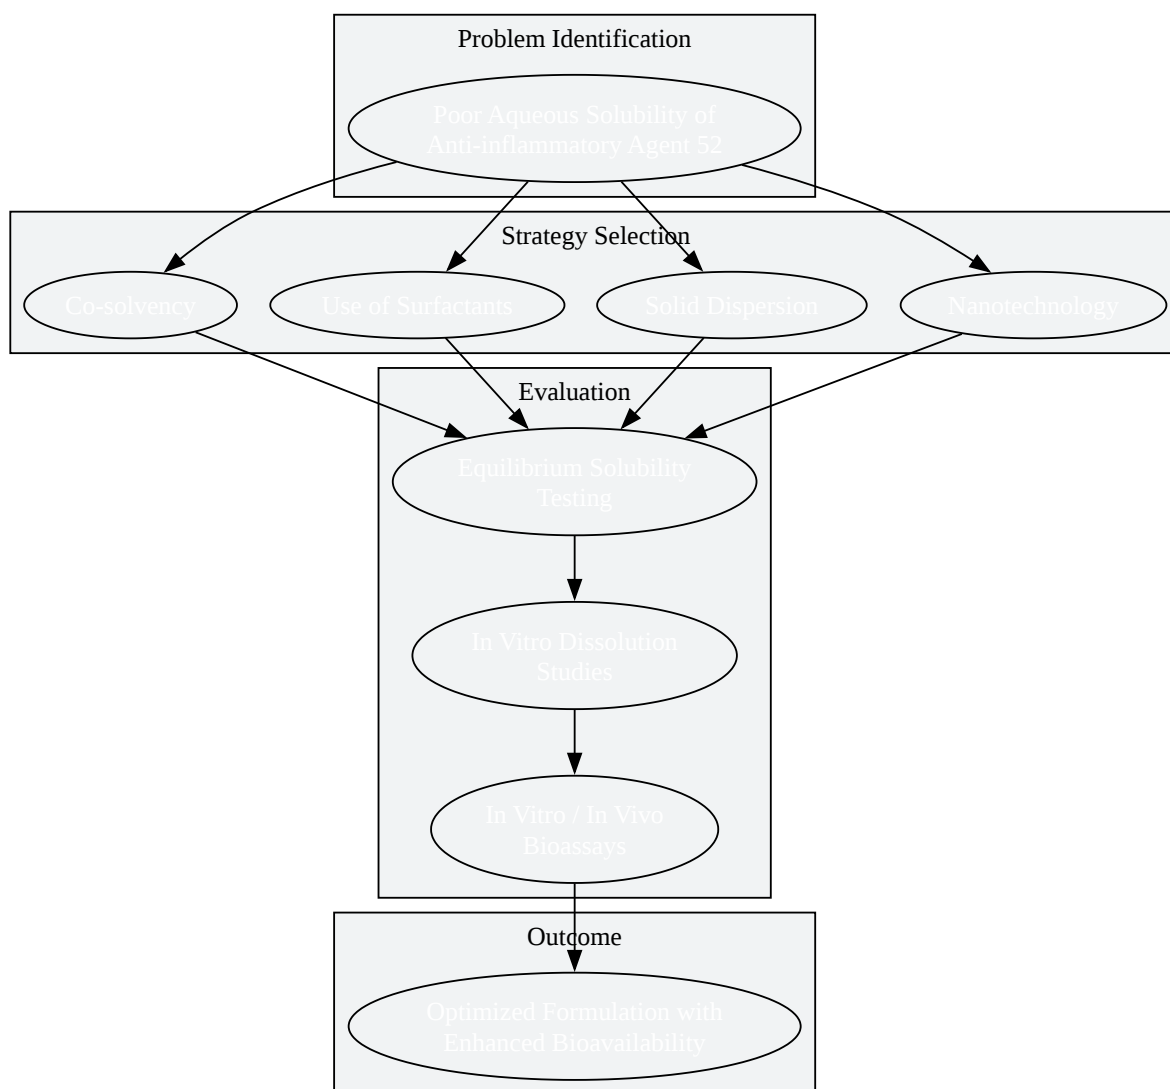 Problem Identification
Poor Aqueous Solubility of
Anti-inflammatory Agent 52
Strategy Selection
Co-solvency
Use of Surfactants
Solid Dispersion
Nanotechnology
Evaluation
Equilibrium Solubility
Testing
In Vitro Dissolution
Studies
In Vitro / In Vivo
Bioassays
Outcome
Optimized Formulation with
Enhanced Bioavailability